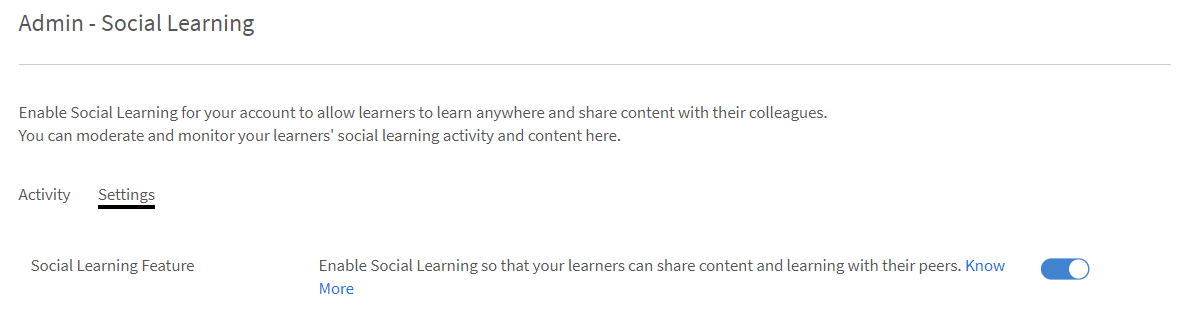 Admin - Social Learning
Enable Social Learning for your account to allow learners to learn anywhere and share content with their colleagues.
You can moderate and monitor your learners' social learning activity and content here.
Activity Settings
Social Learning Feature Enable Social Learning so that your learners can share content and learning with their peers. Know
More